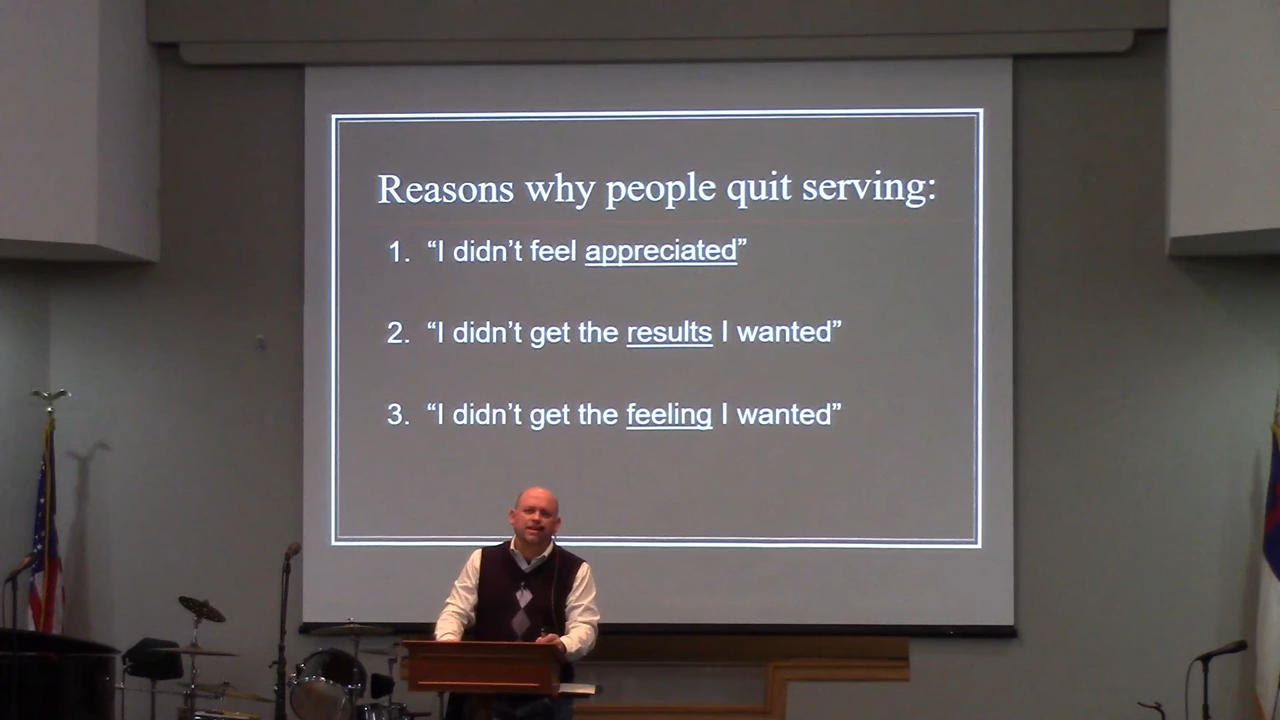 Reasons why people quit serving:
1. “I didn’t feel appreciated”
2. “I didn’t get the results I wanted”
3. “I didn’t get the feeling I wanted”